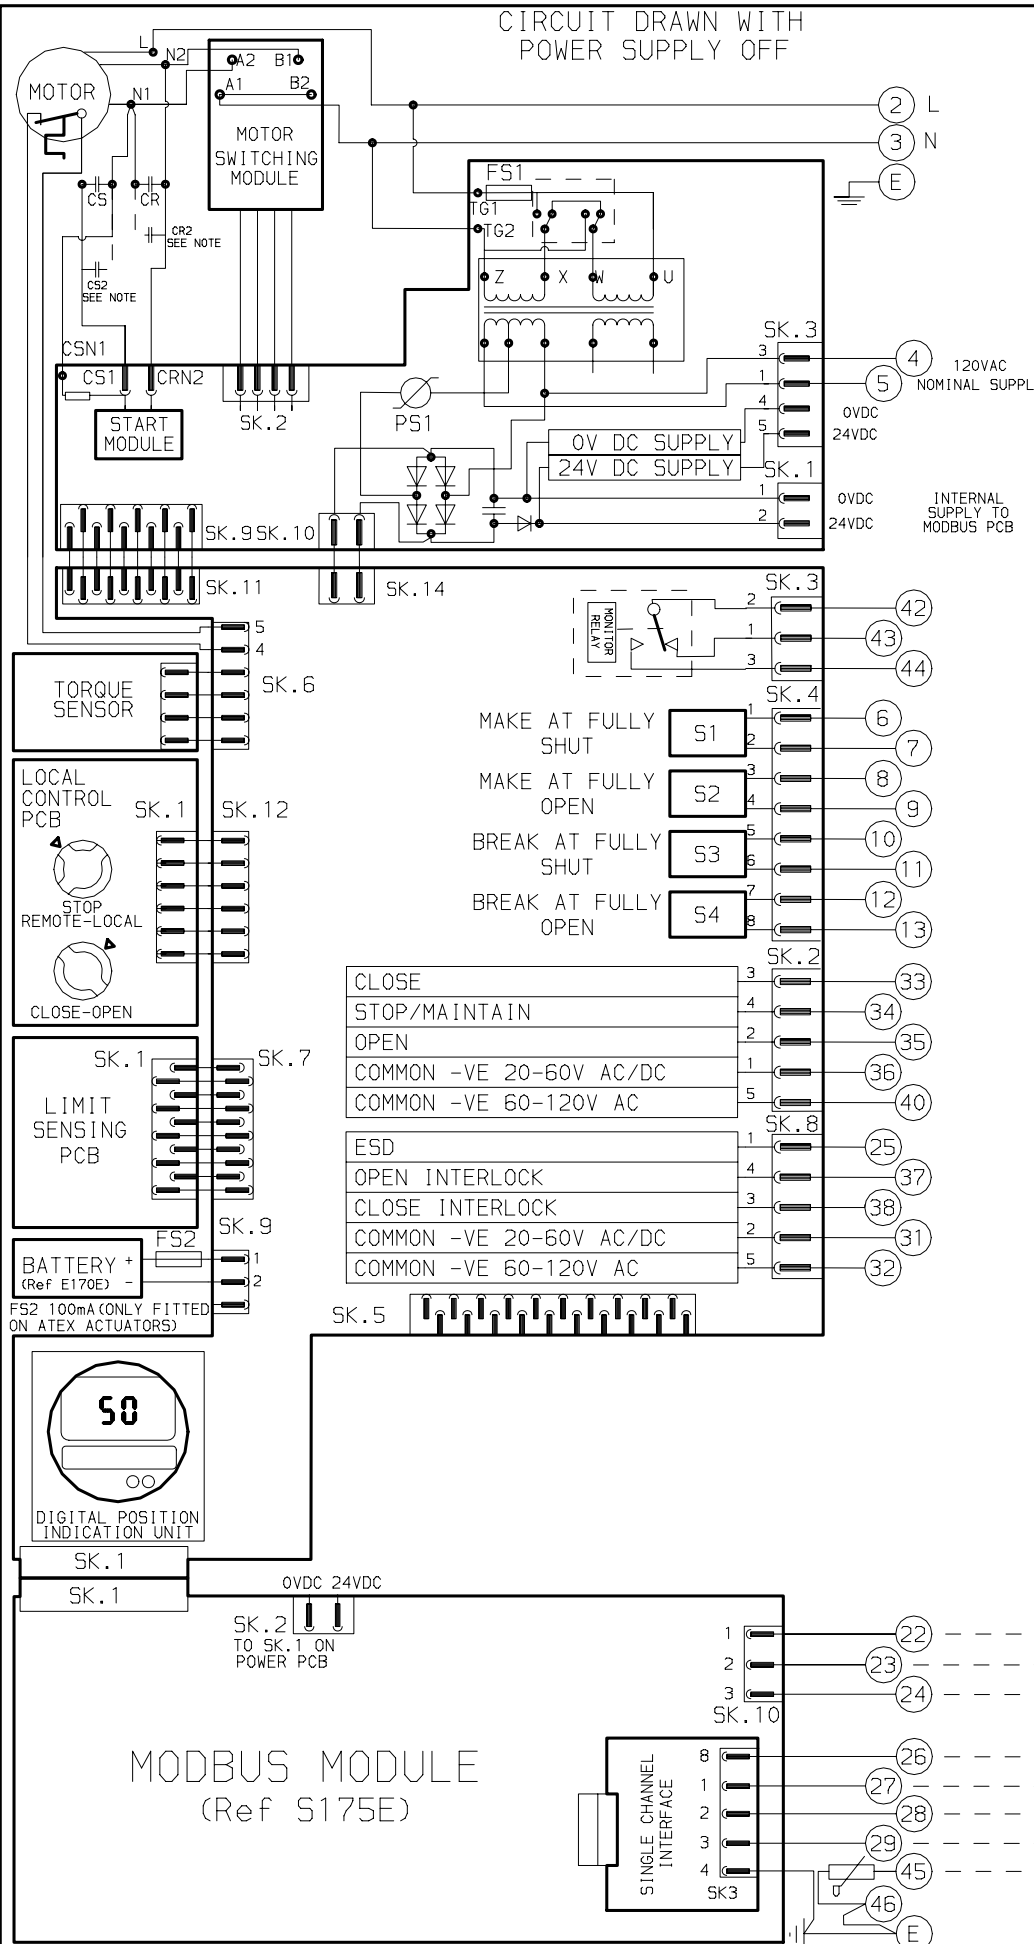 CIRCUIT DRAWN WITH
POWER SUPPLY OFF
L
N2
A2 B1
MOTOR
N1
A1 B2
2 L
MOTOR
SWITCHING
MODULE
3 N
E
FS1
TG1
TG2
CS CR
CR2
SEE NOTE
CS2
SEE NOTE
Z X W U
SK.3
CSN1
CS1 CRN2
3 4 120VAC
1 5 NOMINAL SUPPL
4 0VDC
5 24VDC
START
MODULE
SK.2
PS1
0V DC SUPPLY
24V DC SUPPLY
SK.1
1 0VDC
2 24VDC
INTERNAL
SUPPLY TO
MODBUS PCB
SK.9 SK.10
SK.11
SK.14
SK.3
MONITOR
RELAY
2 42
1 43
3 44
5
4
SK.6
TORQUE
SENSOR
SK.4
MAKE AT FULLY
SHUT
S1
1 6
2 7
MAKE AT FULLY
OPEN
S2
3 8
4 9
BREAK AT FULLY
SHUT
S3
5 10
6 11
BREAK AT FULLY
OPEN
S4
7 12
8 13
LOCAL
CONTROL
PCB
SK.1 SK.12
STOP
REMOTE-LOCAL
CLOSE-OPEN
SK.2
CLOSE 3 33
STOP/MAINTAIN 4 34
OPEN 2 35
COMMON -VE 20-60V AC/DC 1 36
COMMON -VE 60-120V AC 5 40
SK.1 SK.7
LIMIT
SENSING
PCB
SK.8
ESD 1 25
OPEN INTERLOCK 4 37
CLOSE INTERLOCK 3 38
COMMON -VE 20-60V AC/DC 2 31
COMMON -VE 60-120V AC 5 32
SK.9
FS2
BATTERY + 1
(Ref E170E) - 2
FS2 100mA(ONLY FITTED
ON ATEX ACTUATORS)
SK.5
50
DIGITAL POSITION
INDICATION UNIT
SK.1
SK.1
0VDC 24VDC
SK.2
TO SK.1 ON
POWER PCB
1 22
2 23
3 24
SK.10
MODBUS MODULE
(Ref S175E)
SINGLE CHANNEL
INTERFACE
8 26
1 27
2 28
3 29
4 45
SK3
U
46
E